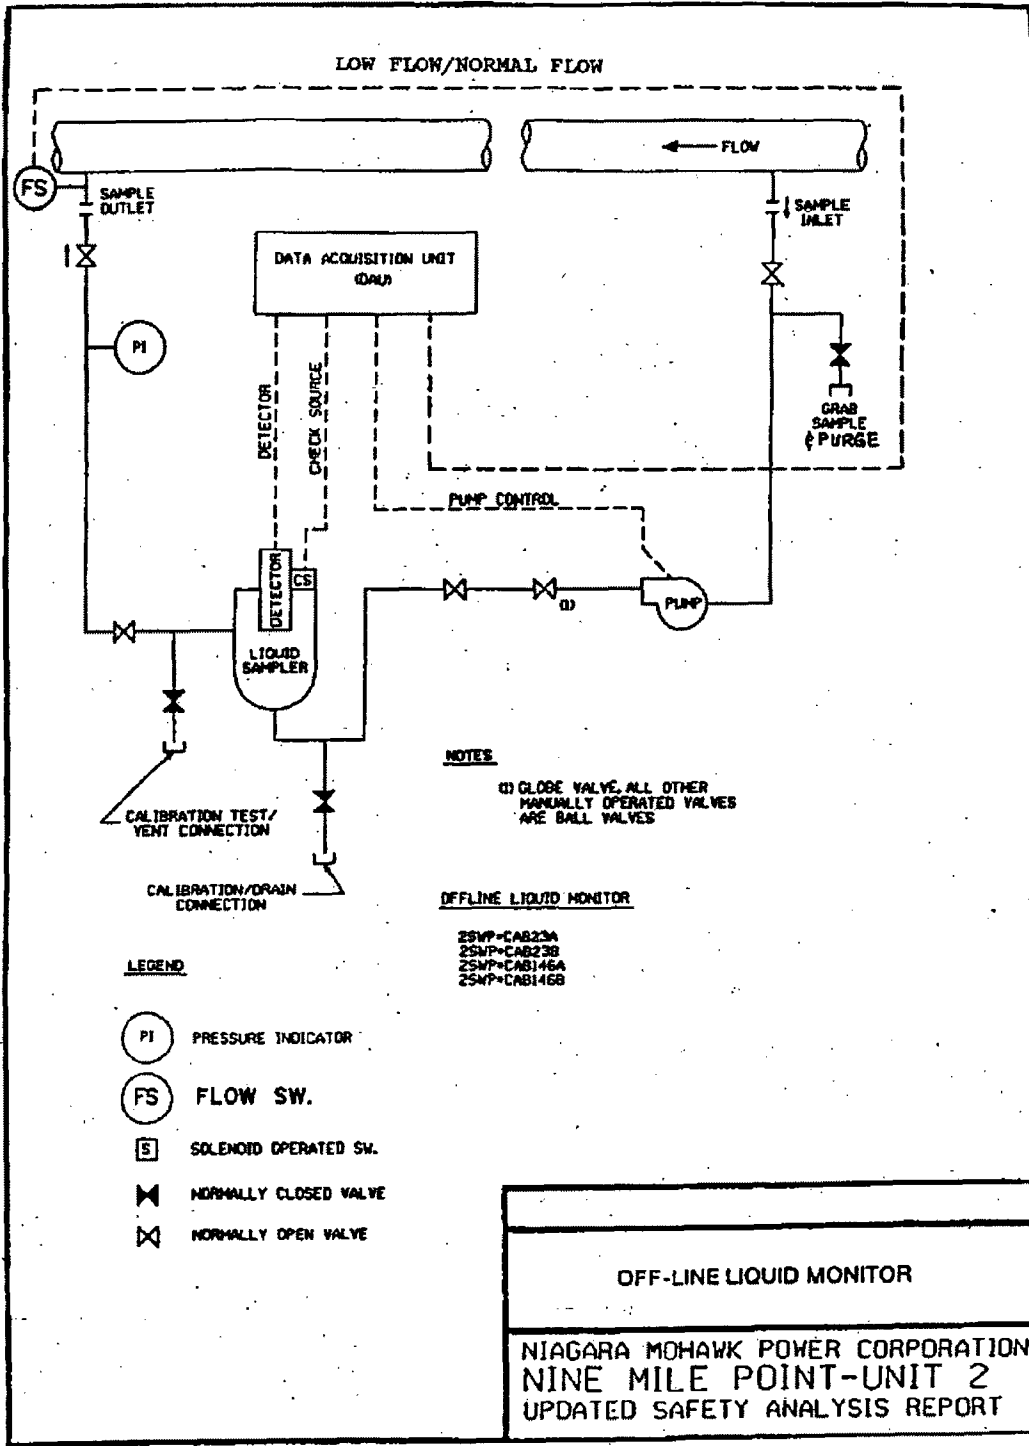 LOW FLOW/NORMAL FLOW
FLOW
FS
SAMPLE
OUTLET
SAMPLE
INLET
DATA ACQUISITION UNIT
(DAU)
PI
DETECTOR
CHECK SOURCE
GRAB
SAMPLE
& PURGE
PUMP CONTROL
DETECTOR
CS
(1)
PUMP
LIQUID
SAMPLER
NOTES
(1) GLOBE VALVE, ALL OTHER
MANUALLY OPERATED VALVES
ARE BALL VALVES
CALIBRATION TEST/
VENT CONNECTION
CALIBRATION/DRAIN
CONNECTION
OFFLINE LIQUID MONITOR
2SWP*CAB23A
2SWP*CAB23B
2SWP*CAB146A
2SWP*CAB146B
LEGEND
PI PRESSURE INDICATOR
FS FLOW SW.
S SOLENOID OPERATED SW.
NORMALLY CLOSED VALVE
NORMALLY OPEN VALVE
OFF-LINE LIQUID MONITOR
NIAGARA MOHAWK POWER CORPORATION
NINE MILE POINT-UNIT 2
UPDATED SAFETY ANALYSIS REPORT